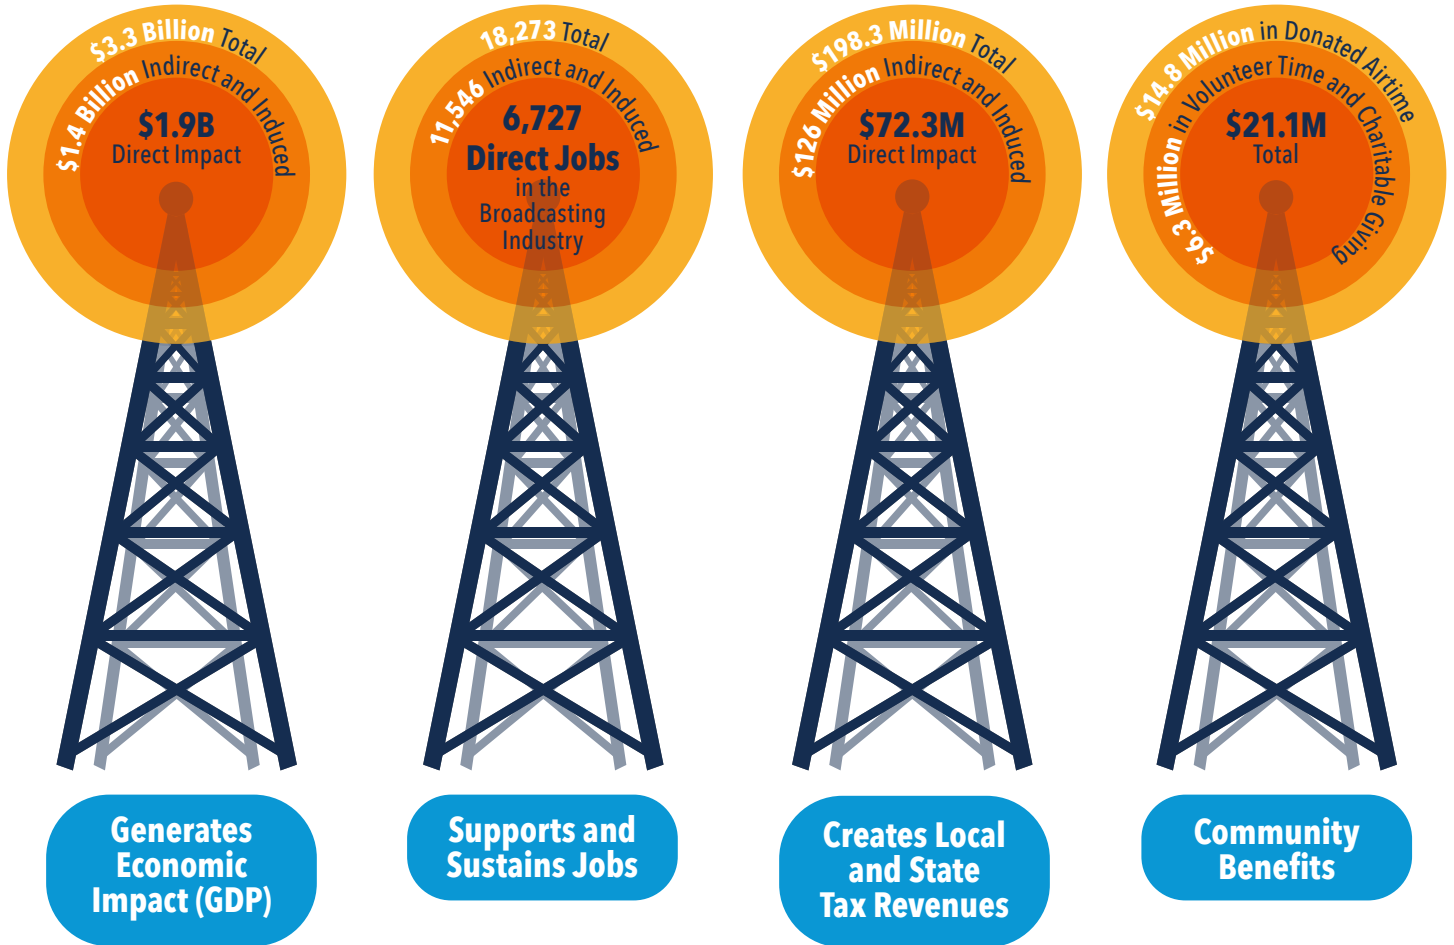 $3.3 Billion Total
$1.4 Billion Indirect and Induced
$1.9B
Direct Impact
Generates
Economic
Impact (GDP)
18,273 Total
11,546 Indirect and Induced
6,727
Direct Jobs
in the
Broadcasting
Industry
Supports and
Sustains Jobs
$198.3 Million Total
$126 Million Indirect and Induced
$72.3M
Direct Impact
Creates Local
and State
Tax Revenues
$14.8 Million in Donated Airtime
$6.3 Million in Volunteer Time and Charitable Giving
$21.1M
Total
Community
Benefits